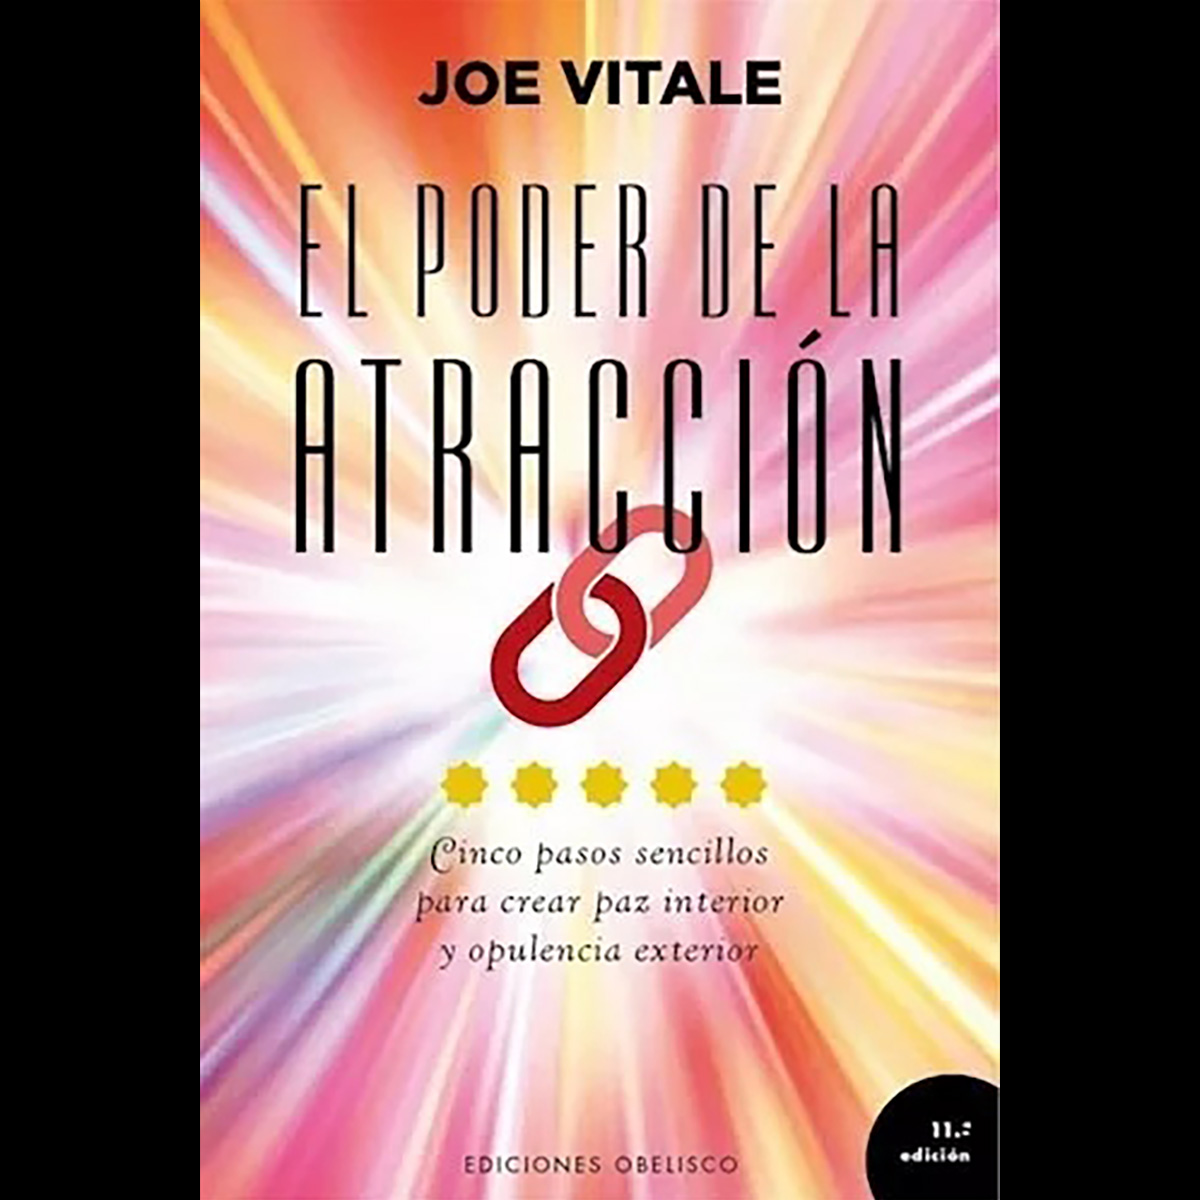 JOE VITALE
EL PODER DE LA
ATRACCIÓN
Cinco pasos sencillos
para crear paz interior
y opulencia exterior
EDICIONES OBELISCO
11.ª
edición